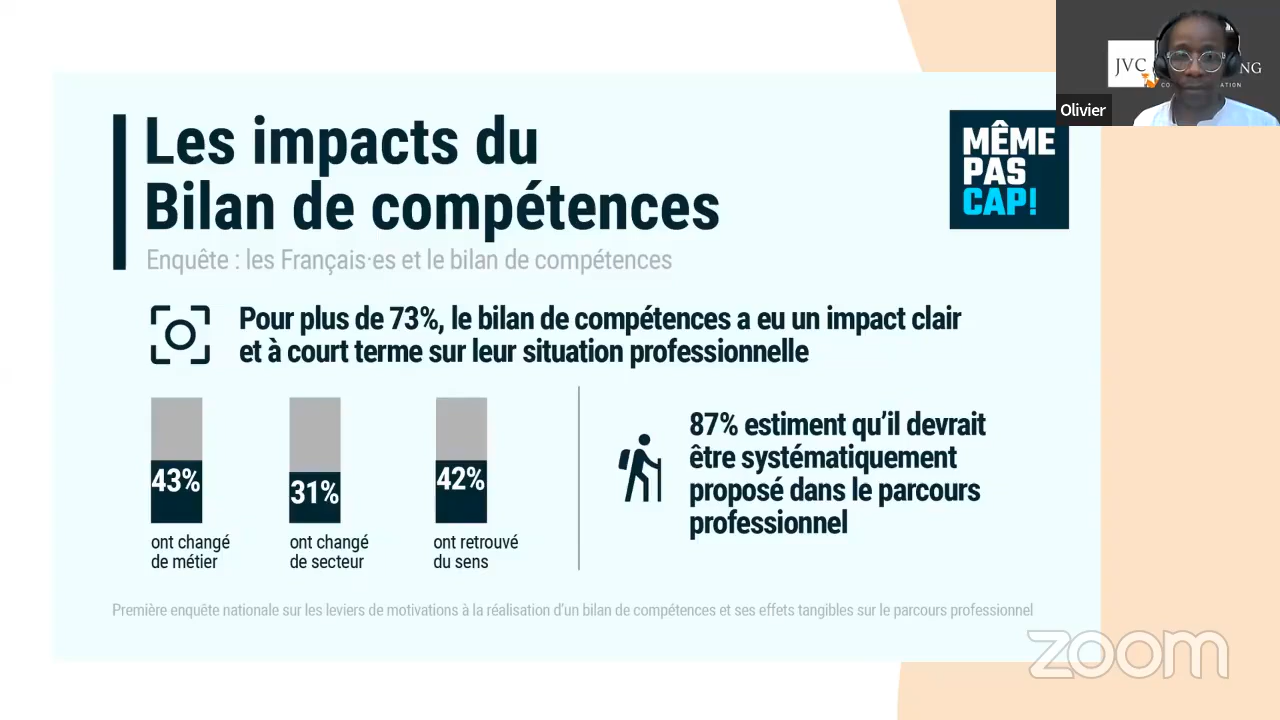 Les impacts du
Bilan de compétences
Enquête : les Français·es et le bilan de compétences
MÊME
PAS
CAP!
JVC
NG
Olivier
Pour plus de 73%, le bilan de compétences a eu un impact clair
et à court terme sur leur situation professionnelle
43%
ont changé
de métier
31%
ont changé
de secteur
42%
ont retrouvé
du sens
87% estiment qu’il devrait
être systématiquement
proposé dans le parcours
professionnel
Première enquête nationale sur les leviers de motivations à la réalisation d’un bilan de compétences et ses effets tangibles sur le parcours professionnel
zoom